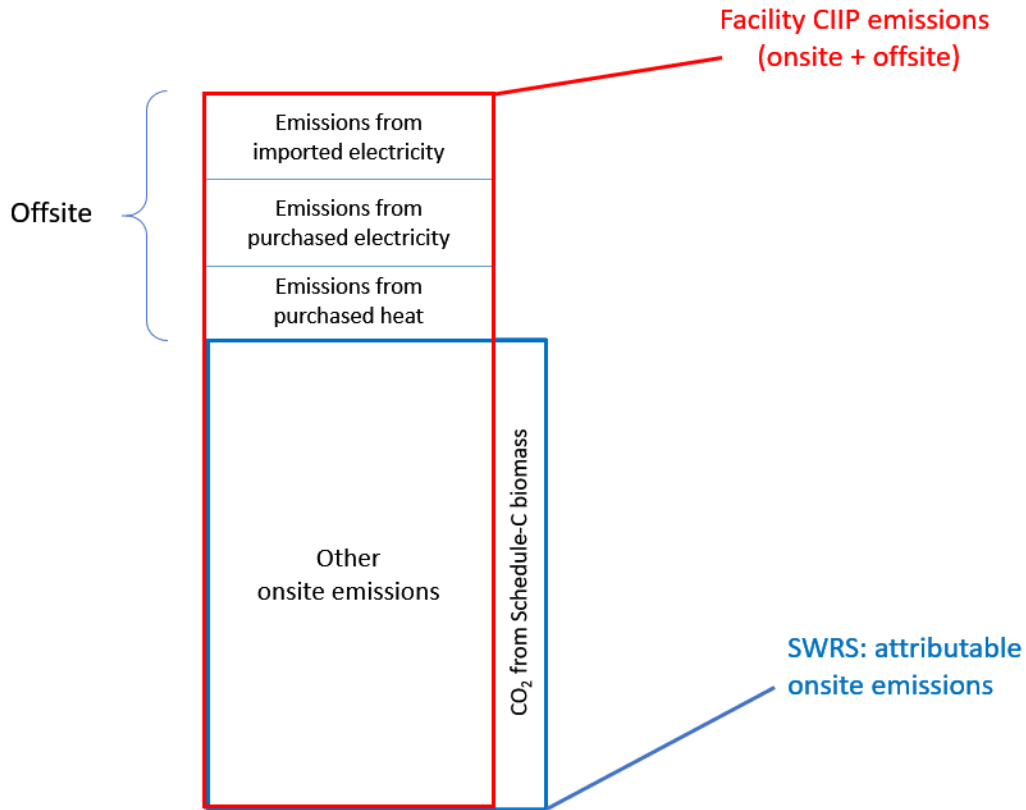 Facility CIIP emissions
(onsite + offsite)
Emissions from
imported electricity
Offsite
Emissions from
purchased electricity
Emissions from
purchased heat
Other
onsite emissions
CO₂ from Schedule-C biomass
SWRS: attributable
onsite emissions